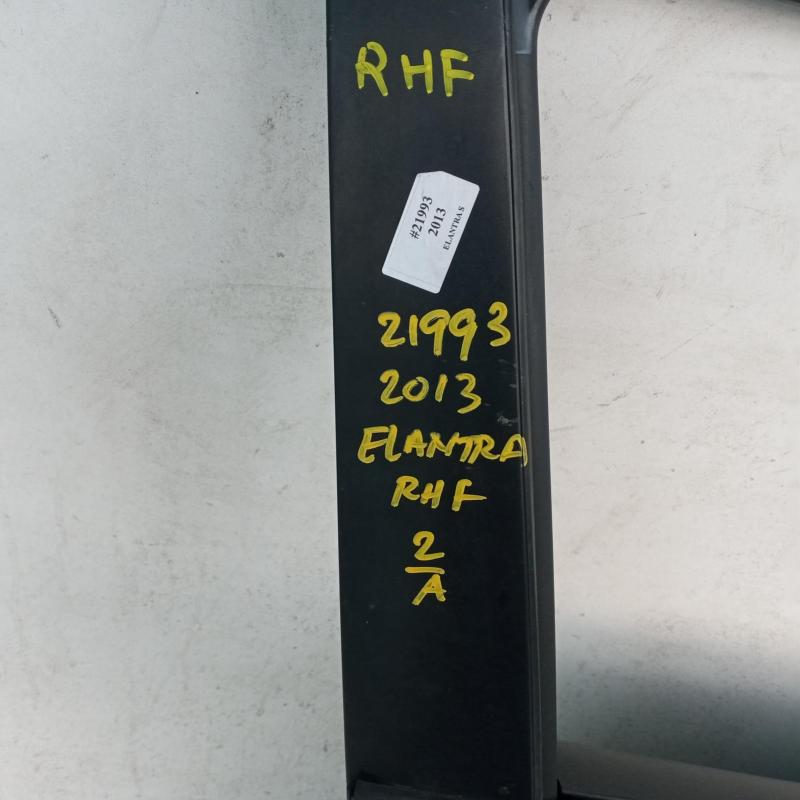 RHF
#21993
2013
ELANTRA S
21993
2013
ELANTRA
RHF
2
A